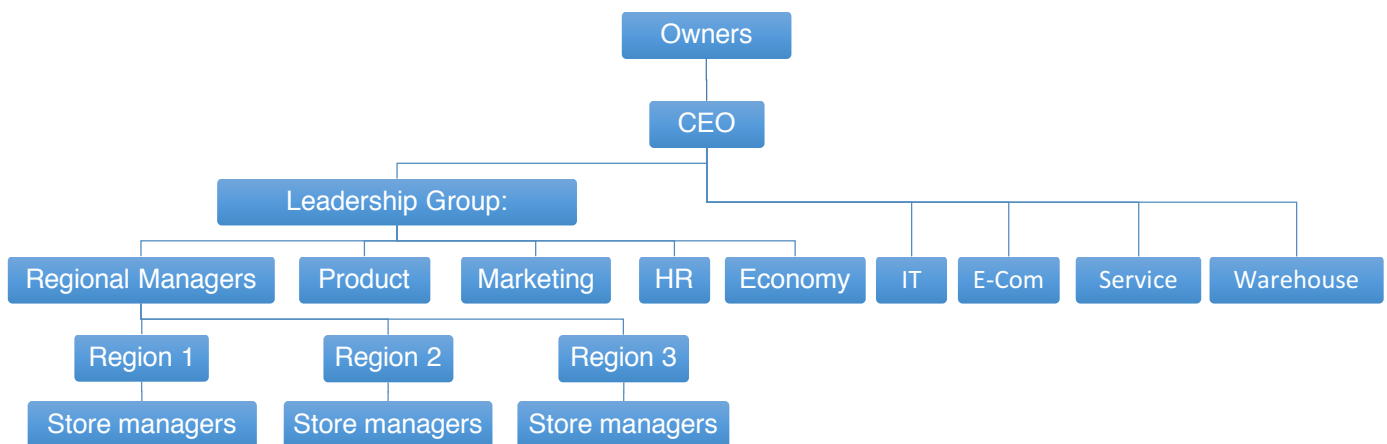 Owners
CEO
Leadership Group:
Regional Managers
Product
Marketing
HR
Economy
IT
E-Com
Service
Warehouse
Region 1
Region 2
Region 3
Store managers
Store managers
Store managers